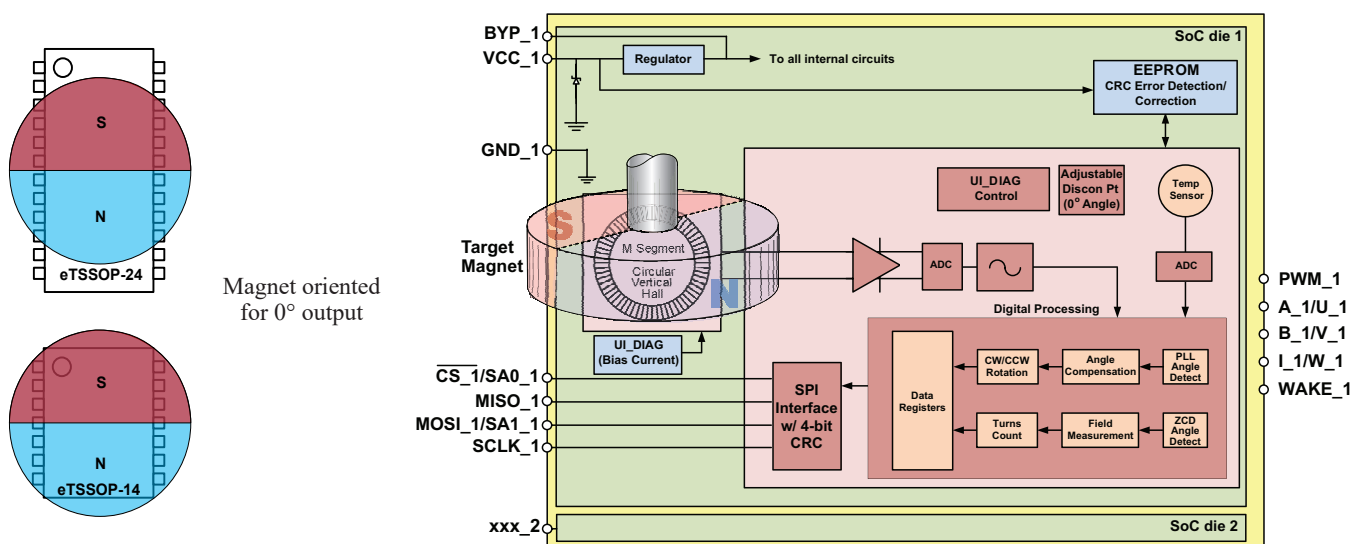 S
N
eTSSOP-24
Magnet oriented
for 0° output
S
N
eTSSOP-14
BYP_1
VCC_1
GND_1
Target
Magnet
CS_1/SA0_1
MISO_1
MOSI_1/SA1_1
SCLK_1
xxx_2
SoC die 1
Regulator
To all internal circuits
EEPROM
CRC Error Detection/
Correction
UI_DIAG
Control
Adjustable
Discon Pt
(0° Angle)
Temp
Sensor
S
M Segment
Circular
Vertical
Hall
N
ADC
ADC
UI_DIAG
(Bias Current)
Digital Processing
SPI
Interface
w/ 4-bit
CRC
Data
Registers
CW/CCW
Rotation
Angle
Compensation
PLL
Angle
Detect
Turns
Count
Field
Measurement
ZCD
Angle
Detect
PWM_1
A_1/U_1
B_1/V_1
I_1/W_1
WAKE_1
SoC die 2